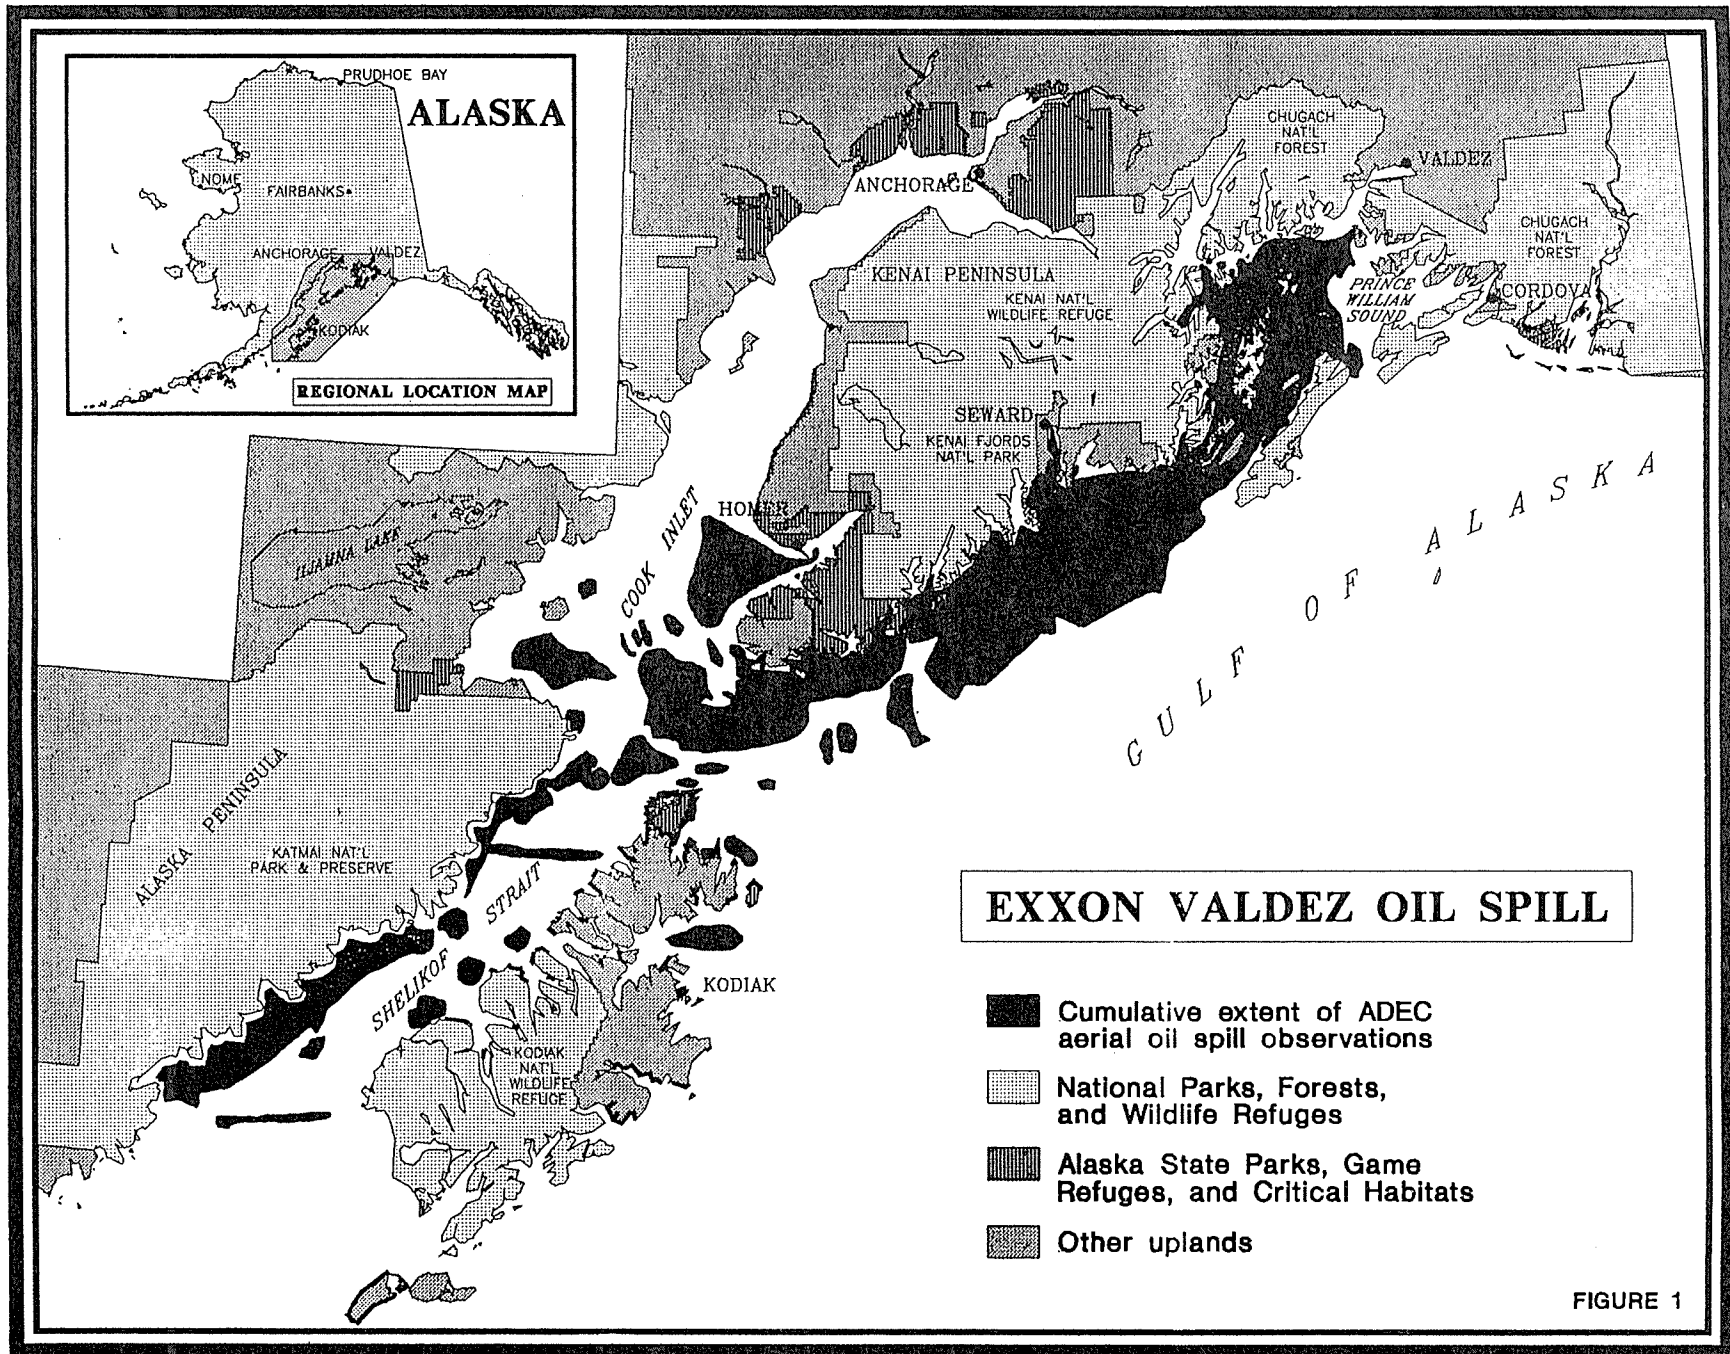 PRUDHOE BAY
ALASKA
NOME
FAIRBANKS
ANCHORAGE
VALDEZ
KODIAK
REGIONAL LOCATION MAP
CHUGACH
NAT'L
FOREST
VALDEZ
ANCHORAGE
CHUGACH
NAT'L
FOREST
KENAI PENINSULA
KENAI NAT'L
WILDLIFE REFUGE
PRINCE
WILLIAM
SOUND
CORDOVA
SEWARD
KENAI FJORDS
NAT'L PARK
HOMER
COOK INLET
ILIAMNA LAKE
GULF OF ALASKA
ALASKA PENINSULA
KATMAI NAT'L
PARK & PRESERVE
SHELIKOF STRAIT
KODIAK
KODIAK
NAT'L
WILDLIFE
REFUGE
EXXON VALDEZ OIL SPILL
Cumulative extent of ADEC
aerial oil spill observations
National Parks, Forests,
and Wildlife Refuges
Alaska State Parks, Game
Refuges, and Critical Habitats
Other uplands
FIGURE 1